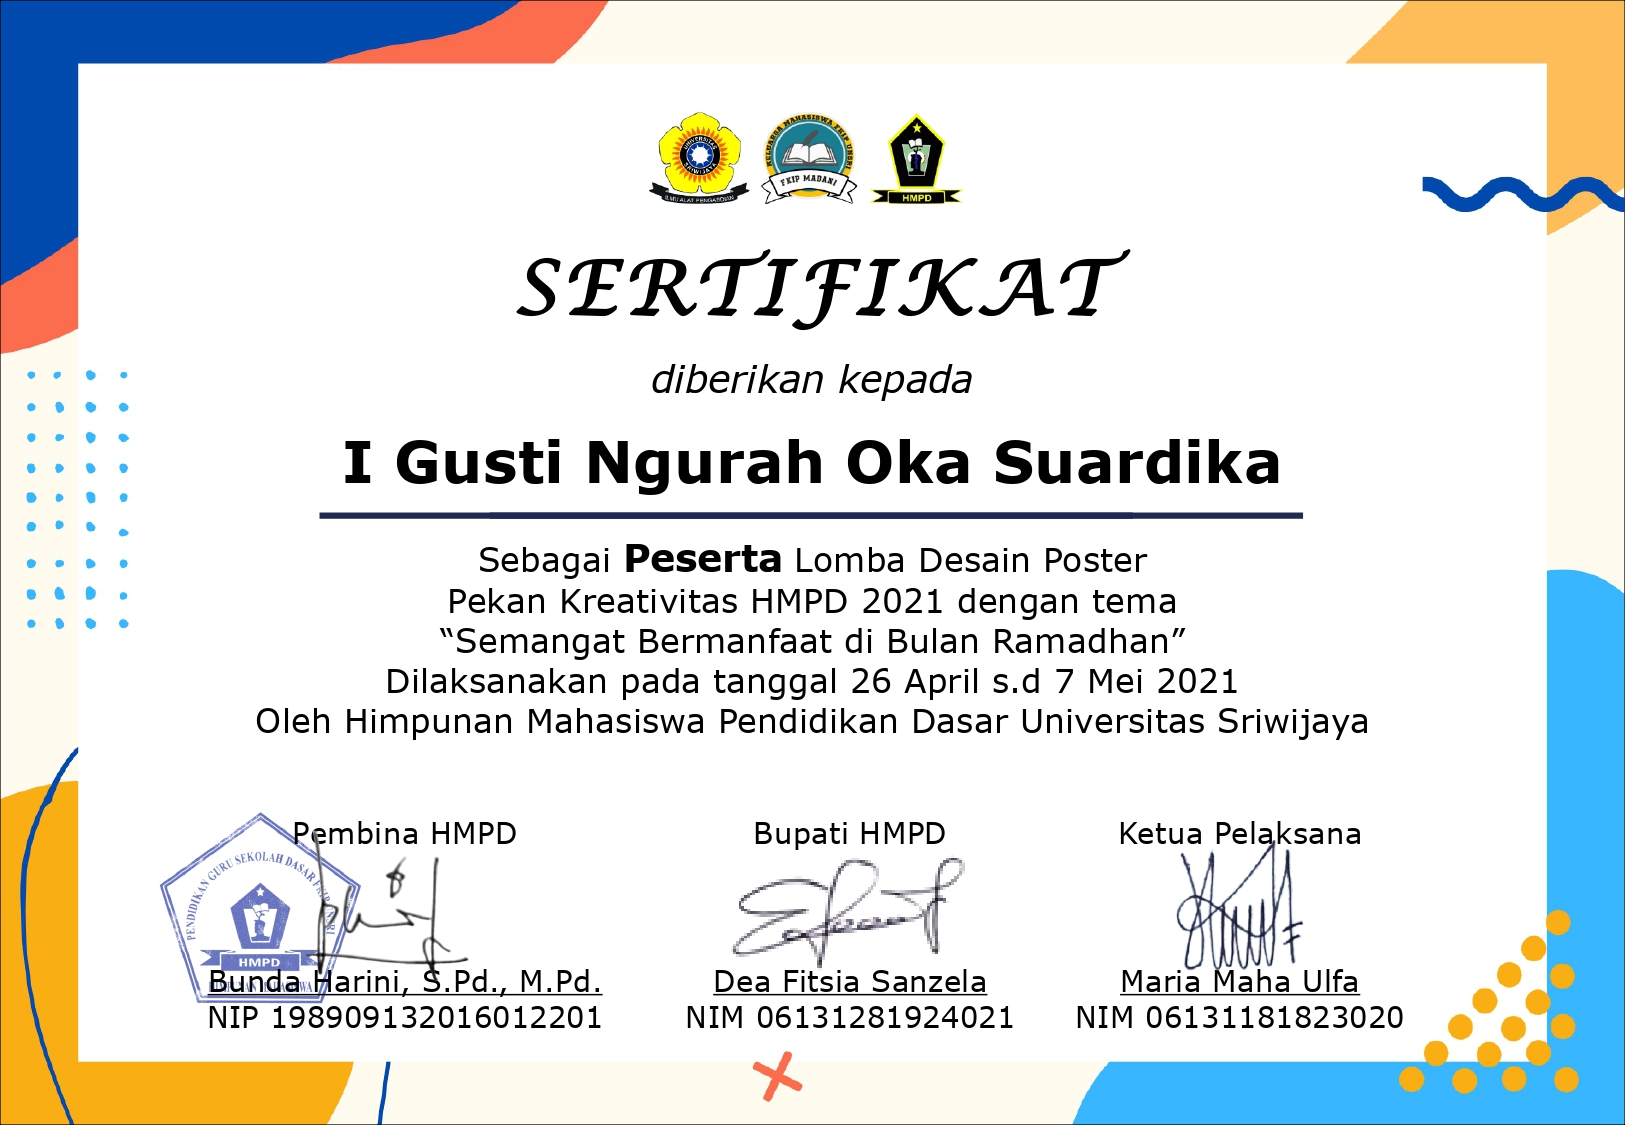 UNIVERSITAS SRIWIJAYA
ILMU ALAT PENGABDIAN
KELUARGA MAHASISWA FKIP UNSRI
FKIP MADANI
HMPD
SERTIFIKAT
diberikan kepada
I Gusti Ngurah Oka Suardika
Sebagai Peserta Lomba Desain Poster
Pekan Kreativitas HMPD 2021 dengan tema
“Semangat Bermanfaat di Bulan Ramadhan”
Dilaksanakan pada tanggal 26 April s.d 7 Mei 2021
Oleh Himpunan Mahasiswa Pendidikan Dasar Universitas Sriwijaya
Pembina HMPD
Bupati HMPD
Ketua Pelaksana
PENDIDIKAN GURU SEKOLAH DASAR FKIP UNSRI
HMPD
HIMPUNAN MAHASISWA
Bunda Harini, S.Pd., M.Pd.
Dea Fitsia Sanzela
Maria Maha Ulfa
NIP 198909132016012201
NIM 06131281924021
NIM 06131181823020